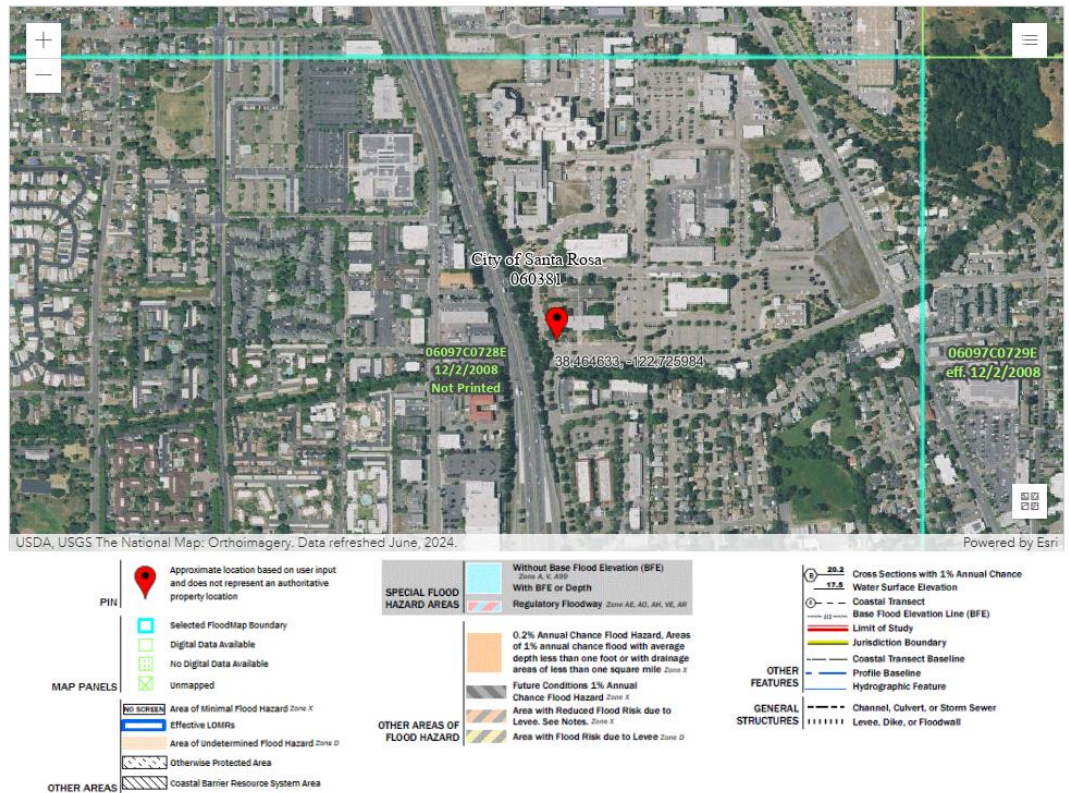 +
−
City of Santa Rosa
060381
38.464633, -122.725984
06097C0728E
12/2/2008
Not Printed
06097C0729E
eff. 12/2/2008
USDA, USGS The National Map: Orthoimagery. Data refreshed June, 2024.
Powered by Esri
PIN
Approximate location based on user input
and does not represent an authoritative
property location
MAP PANELS
Selected FloodMap Boundary
Digital Data Available
No Digital Data Available
Unmapped
OTHER AREAS
NO SCREEN Area of Minimal Flood Hazard Zone X
Effective LOMRs
Area of Undetermined Flood Hazard Zone D
Otherwise Protected Area
Coastal Barrier Resource System Area
SPECIAL FLOOD
HAZARD AREAS
Without Base Flood Elevation (BFE)
Zone A, V, A99
With BFE or Depth
Regulatory Floodway Zone AE, AO, AH, VE, AR
OTHER AREAS OF
FLOOD HAZARD
0.2% Annual Chance Flood Hazard, Areas
of 1% annual chance flood with average
depth less than one foot or with drainage
areas of less than one square mile Zone X
Future Conditions 1% Annual
Chance Flood Hazard Zone X
Area with Reduced Flood Risk due to
Levee. See Notes. Zone X
Area with Flood Risk due to Levee Zone D
OTHER
FEATURES
20.2 Cross Sections with 1% Annual Chance
17.5 Water Surface Elevation
Coastal Transect
Base Flood Elevation Line (BFE)
Limit of Study
Jurisdiction Boundary
Coastal Transect Baseline
Profile Baseline
Hydrographic Feature
GENERAL
STRUCTURES
Channel, Culvert, or Storm Sewer
Levee, Dike, or Floodwall